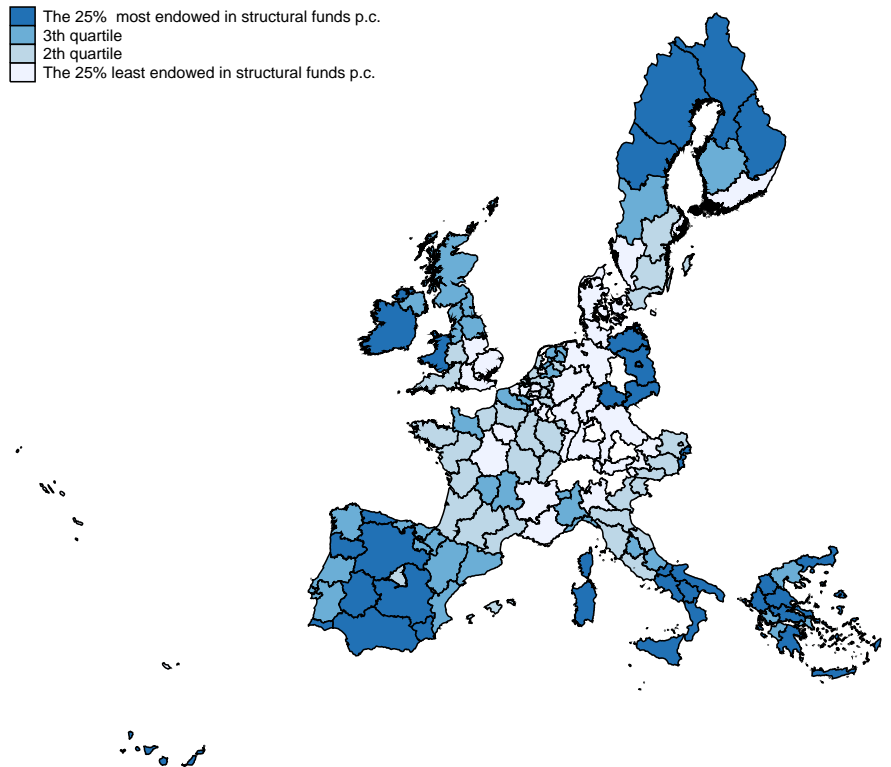 The 25%  most endowed in structural funds p.c.
3th quartile
2th quartile
The 25% least endowed in structural funds p.c.